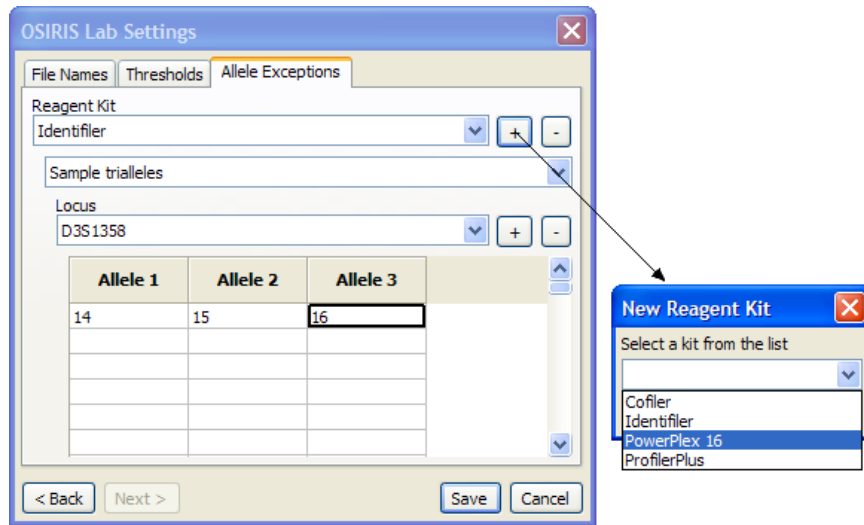 OSIRIS Lab Settings
File Names Thresholds Allele Exceptions
Reagent Kit
Identifiler + -
Sample trialleles
Locus
D3S1358 + -
Allele 1 Allele 2 Allele 3
14 15 16
< Back Next > Save Cancel
New Reagent Kit
Select a kit from the list
Cofiler
Identifiler
PowerPlex 16
ProfilerPlus